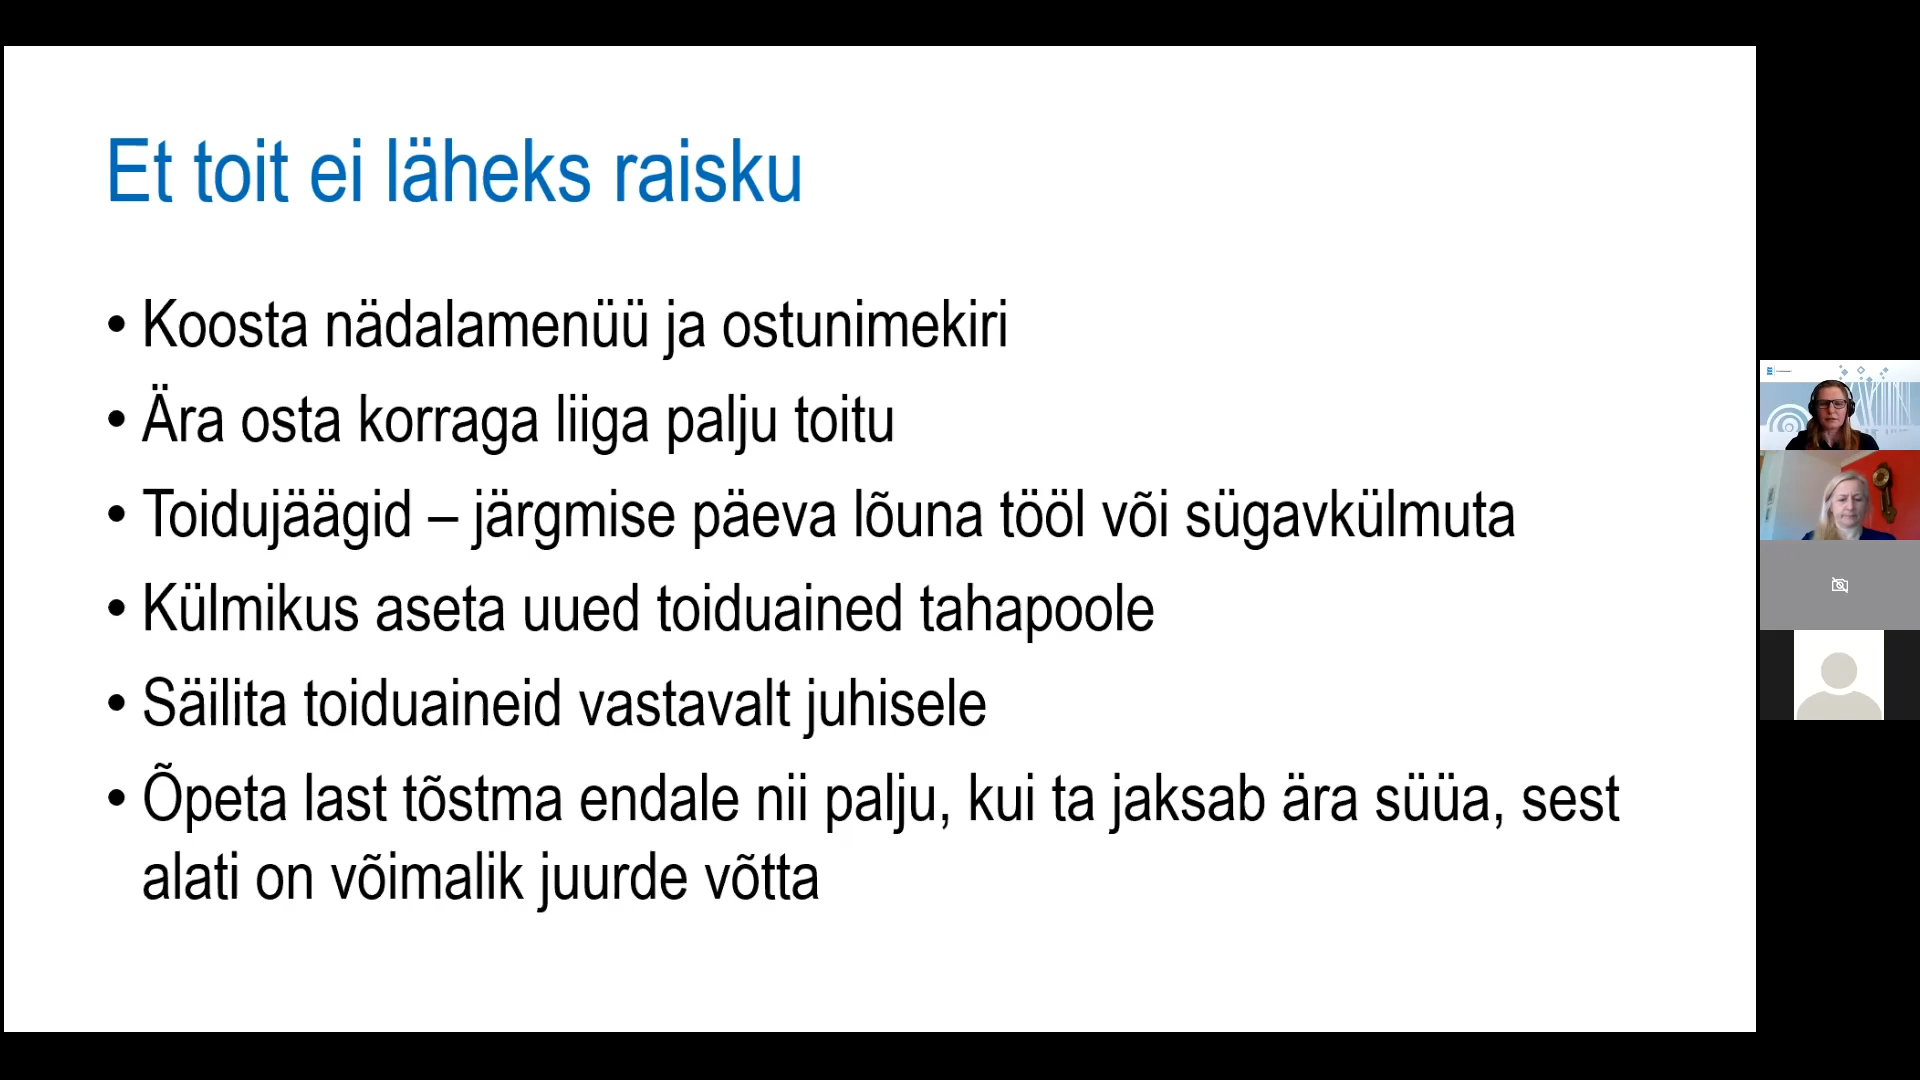 Et toit ei läheks raisku
• Koosta nädalamenüü ja ostunimekiri
• Ära osta korraga liiga palju toitu
• Toidujäägid – järgmise päeva lõuna tööl või sügavkülmuta
• Külmikus aseta uued toiduained tahapoole
• Säilita toiduaineid vastavalt juhisele
• Õpeta last tõstma endale nii palju, kui ta jaksab ära süüa, sest
alati on võimalik juurde võtta